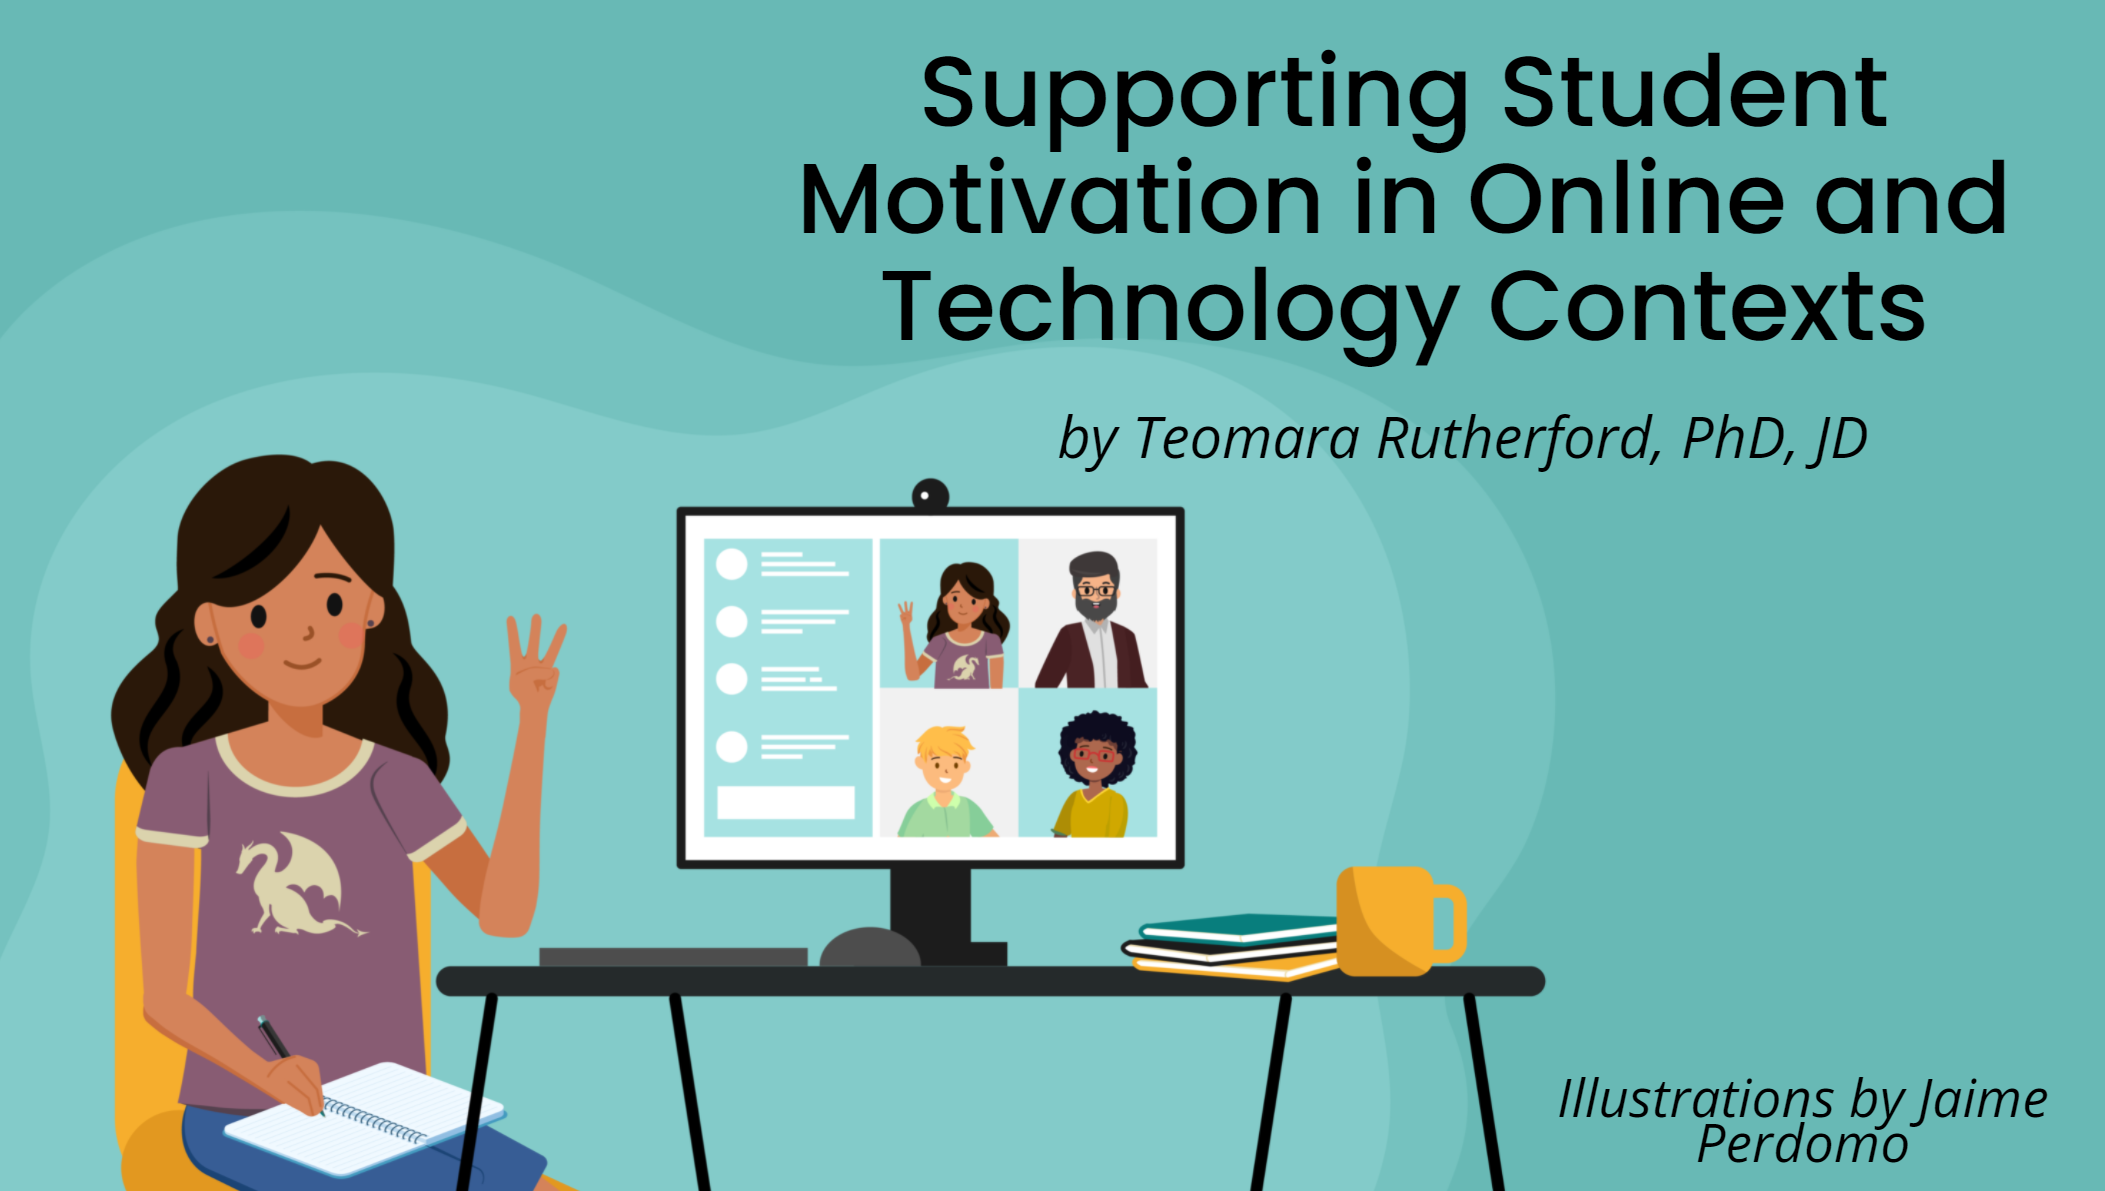 Supporting Student
Motivation in Online and
Technology Contexts
by Teomara Rutherford, PhD, JD
Illustrations by Jaime
Perdomo